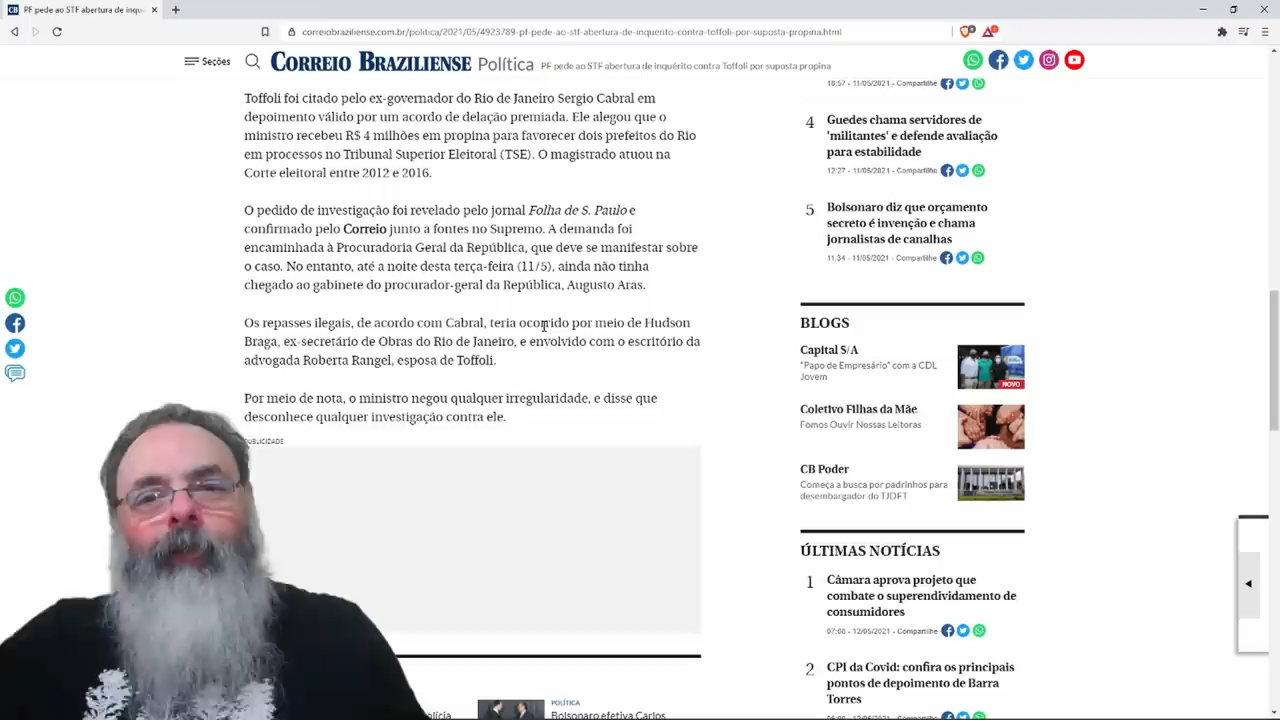 PF pede ao STF abertura de inqu
correiobraziliense.com.br/politica/2021/05/4923789-pf-pede-ao-stf-abertura-de-inquerito-contra-toffoli-por-suposta-propina.html
Seções
CORREIO BRAZILIENSE Política PF pede ao STF abertura de inquérito contra Toffoli por suposta propina
Toffoli foi citado pelo ex-governador do Rio de Janeiro Sergio Cabral em
depoimento válido por um acordo de delação premiada. Ele alegou que o
ministro recebeu R$ 4 milhões em propina para favorecer dois prefeitos do Rio
em processos no Tribunal Superior Eleitoral (TSE). O magistrado atuou na
Corte eleitoral entre 2012 e 2016.
O pedido de investigação foi revelado pelo jornal Folha de S. Paulo e
confirmado pelo Correio junto a fontes no Supremo. A demanda foi
encaminhada à Procuradoria Geral da República, que deve se manifestar sobre
o caso. No entanto, até a noite desta terça-feira (11/5), ainda não tinha
chegado ao gabinete do procurador-geral da República, Augusto Aras.
Os repasses ilegais, de acordo com Cabral, teria ocorrido por meio de Hudson
Braga, ex-secretário de Obras do Rio de Janeiro, e envolvido com o escritório da
advogada Roberta Rangel, esposa de Toffoli.
Por meio de nota, o ministro negou qualquer irregularidade, e disse que
desconhece qualquer investigação contra ele.
PUBLICIDADE
POLÍTICA
Bolsonaro efetiva Carlos
18:57 - 11/05/2021 - Compartilhe
4 Guedes chama servidores de
'militantes' e defende avaliação
para estabilidade
12:27 - 11/05/2021 - Compartilhe
5 Bolsonaro diz que orçamento
secreto é invenção e chama
jornalistas de canalhas
11:34 - 11/05/2021 - Compartilhe
BLOGS
Capital S/A
"Papo de Empresário" com a CDL
Jovem
NOVO
Coletivo Filhas da Mãe
Fomos Ouvir Nossas Leitoras
CB Poder
Começa a busca por padrinhos para
desembargador do TJDFT
ÚLTIMAS NOTÍCIAS
1 Câmara aprova projeto que
combate o superendividamento de
consumidores
07:08 - 12/05/2021 - Compartilhe
2 CPI da Covid: confira os principais
pontos de depoimento de Barra
Torres